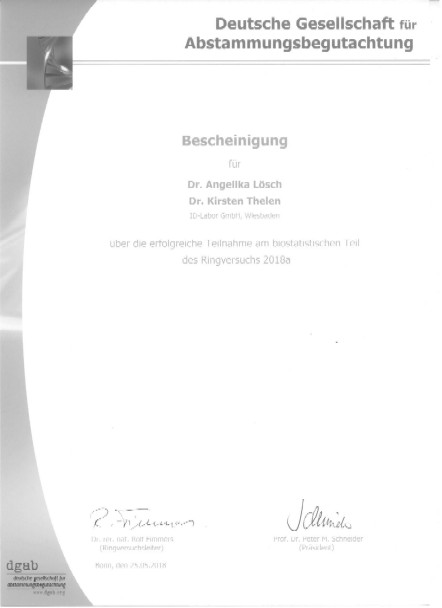 Deutsche Gesellschaft für
Abstammungsbegutachtung
Bescheinigung
für
Dr. Angelika Lösch
Dr. Kirsten Thelen
ID-Labor GmbH, Wiesbaden
über die erfolgreiche Teilnahme am biostatistischen Teil
des Ringversuchs 2018a
Dr. rer. nat. Rolf Fimmers
(Ringversuchsleiter)
Prof. Dr. Peter M. Schneider
(Präsident)
Bonn, den 25.05.2018
dgab
deutsche gesellschaft für
abstammungsbegutachtung
www.dgab.org